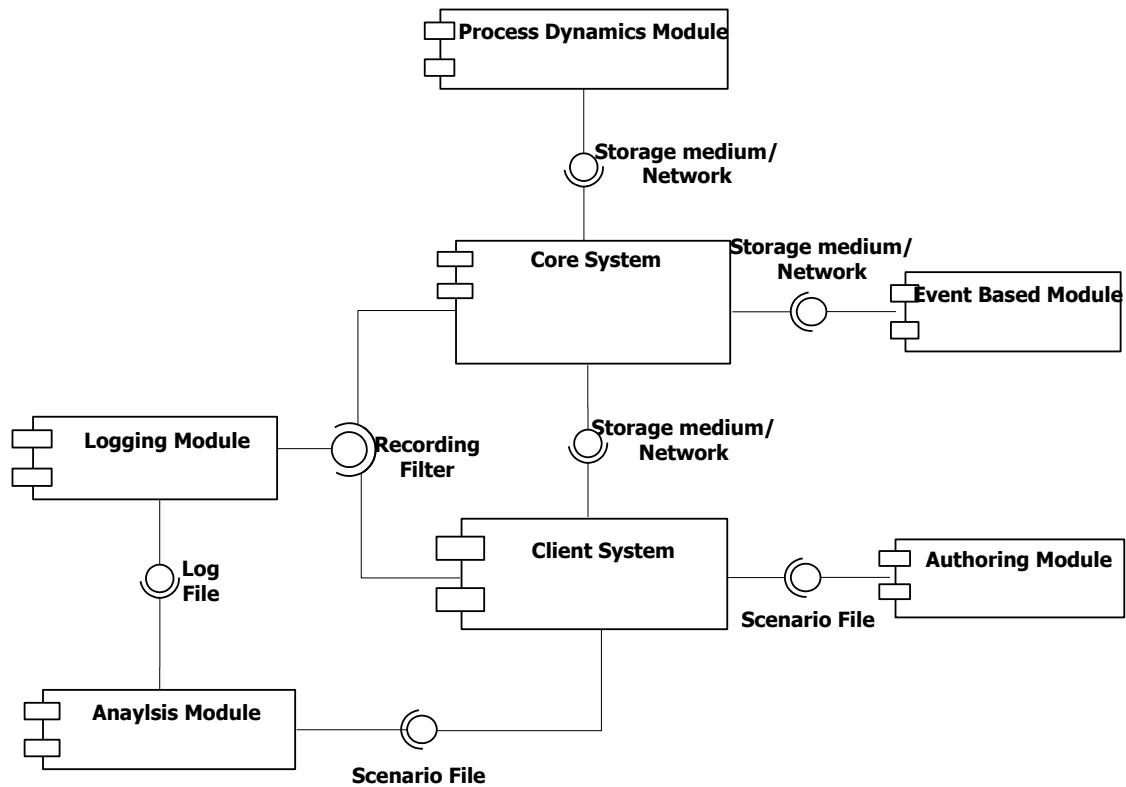 Process Dynamics Module
Storage medium/
Network
Core System
Storage medium/
Network
Event Based Module
Logging Module
Recording
Filter
Storage medium/
Network
Client System
Log
File
Authoring Module
Scenario File
Anaylsis Module
Scenario File